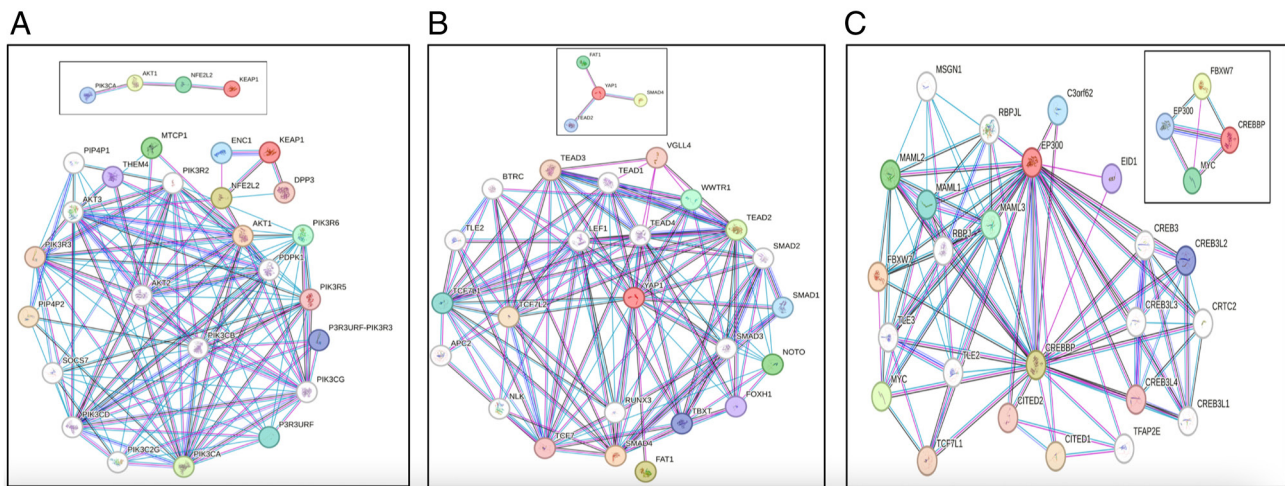 A
B
C
PIK3CA
AKT1
NFE2L2
KEAP1
MTCP1
ENC1
KEAP1
PIP4P1
THEM4
PIK3R2
DPP3
NFE2L2
AKT3
AKT1
PIK3R6
PIK3R3
PDPK1
AKT2
PIK3R5
PIP4P2
P3R3URF-PIK3R3
PIK3CB
SOCS7
PIK3CG
PIK3CD
P3R3URF
PIK3C2G
PIK3CA
FAT1
YAP1
SMAD4
TEAD2
VGLL4
TEAD3
TEAD1
BTRC
WWTR1
TEAD4
TEAD2
TLE2
LEF1
SMAD2
YAP1
TCF7L1
TCF7L2
SMAD1
SMAD3
APC2
NOTO
NLK
RUNX3
FOXH1
TBXT
TCF7
SMAD4
FAT1
FBXW7
EP300
CREBBP
MYC
MSGN1
C3orf62
RBPJL
EP300
MAML2
EID1
MAML1
MAML3
RBPJ
CREB3
CREB3L2
FBXW7
CREB3L3
CRTC2
TLE3
CREBBP
TLE2
MYC
CREB3L4
CITED2
CREB3L1
TFAP2E
CITED1
TCF7L1